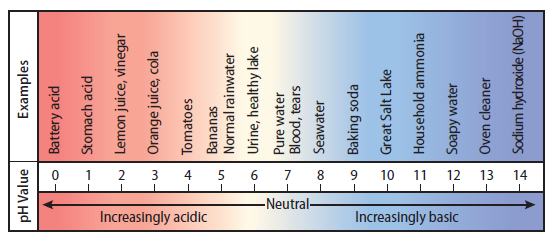 Examples
Battery acid
Stomach acid
Lemon juice, vinegar
Orange juice, cola
Tomatoes
Bananas
Normal rainwater
Urine, healthy lake
Pure water
Blood, tears
Seawater
Baking soda
Great Salt Lake
Household ammonia
Soapy water
Oven cleaner
Sodium hydroxide (NaOH)
pH Value
0 1 2 3 4 5 6 7 8 9 10 11 12 13 14
Neutral
Increasingly acidic Increasingly basic